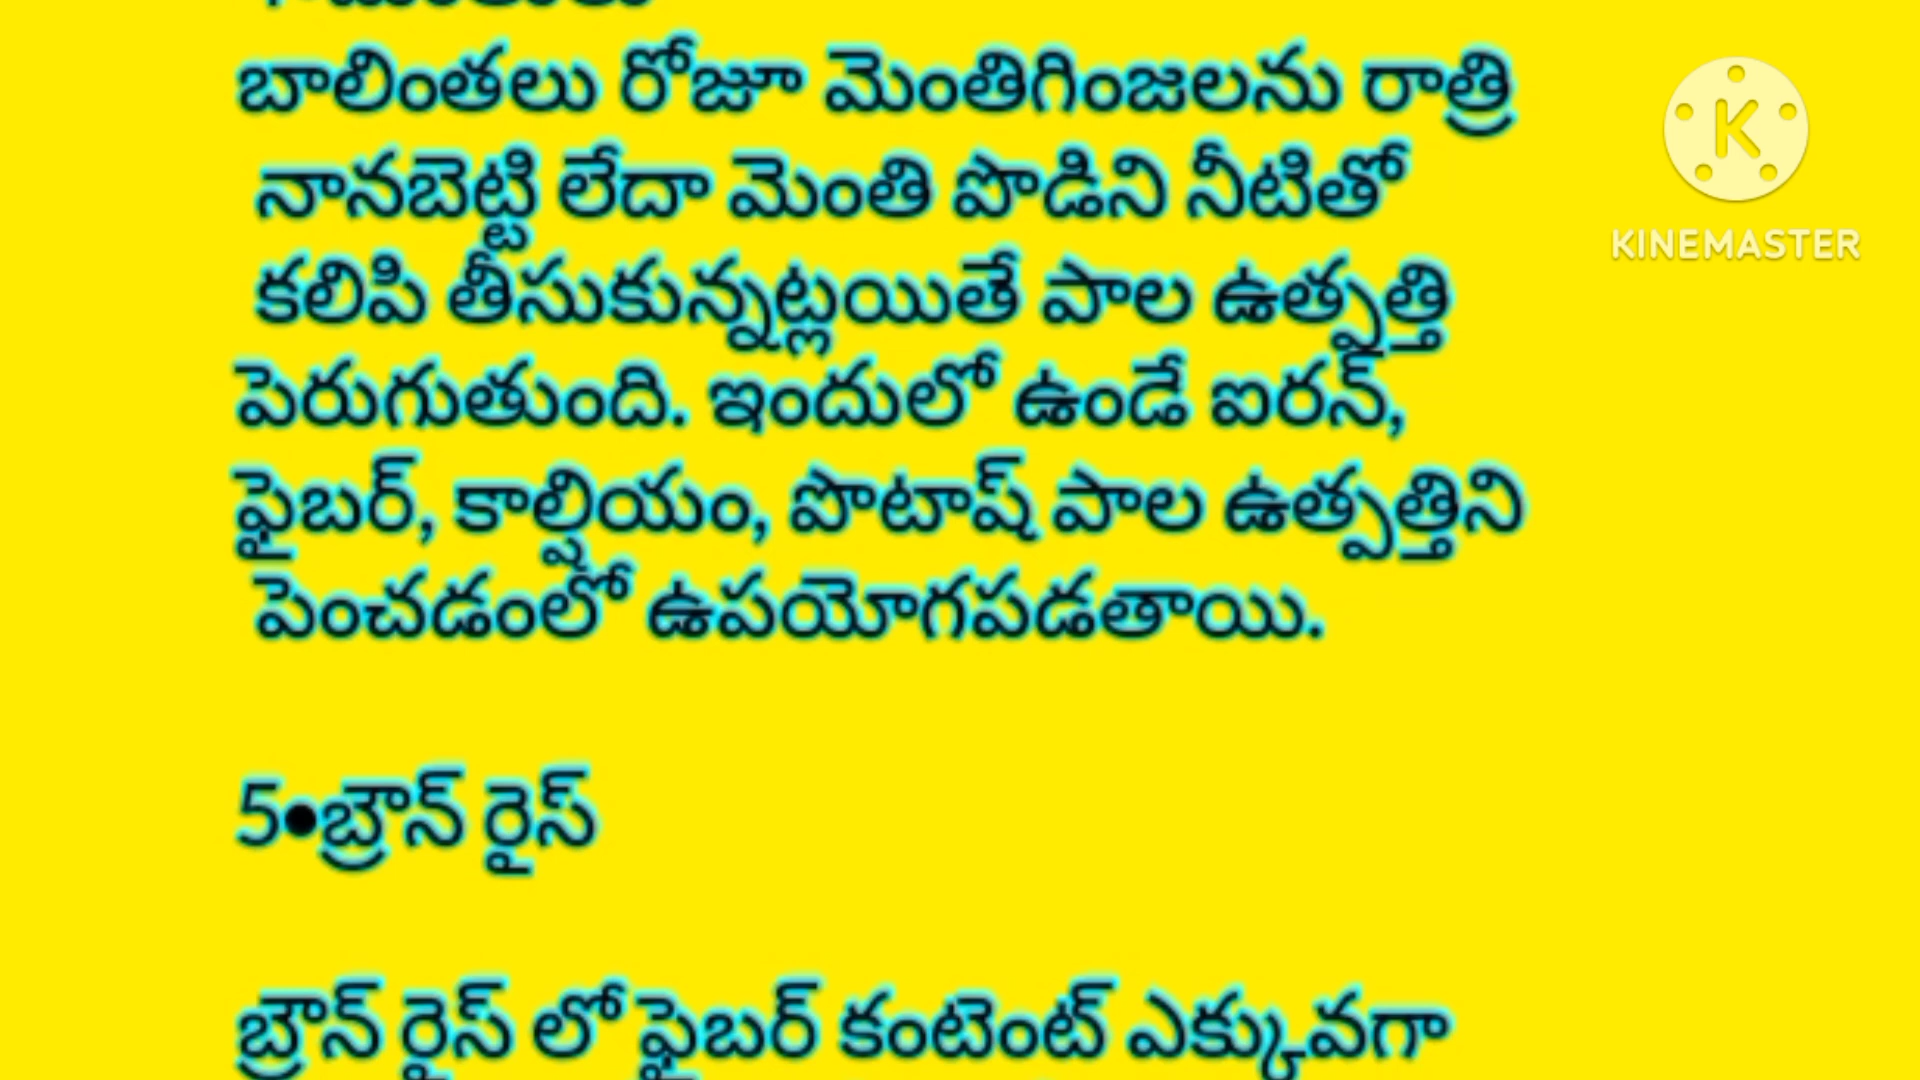 బాలింతలు రోజూ మెంతిగింజలను రాత్రి
నానబెట్టి లేదా మెంతి పొడిని నీటితో
కలిపి తీసుకున్నట్లయితే పాల ఉత్పత్తి
పెరుగుతుంది. ఇందులో ఉండే ఐరన్,
ఫైబర్, కాల్షియం, పొటాష్ పాల ఉత్పత్తిని
పెంచడంలో ఉపయోగపడతాయి.
5•బ్రౌన్ రైస్
బ్రౌన్ రైస్ లో ఫైబర్ కంటెంట్ ఎక్కువగా
K
KINEMASTER